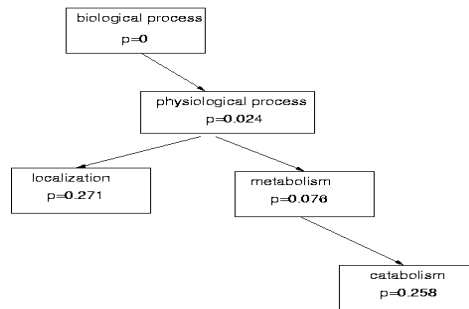 biological process
p=0
physiological process
p=0.024
localization
p=0.271
metabolism
p=0.076
catabolism
p=0.258